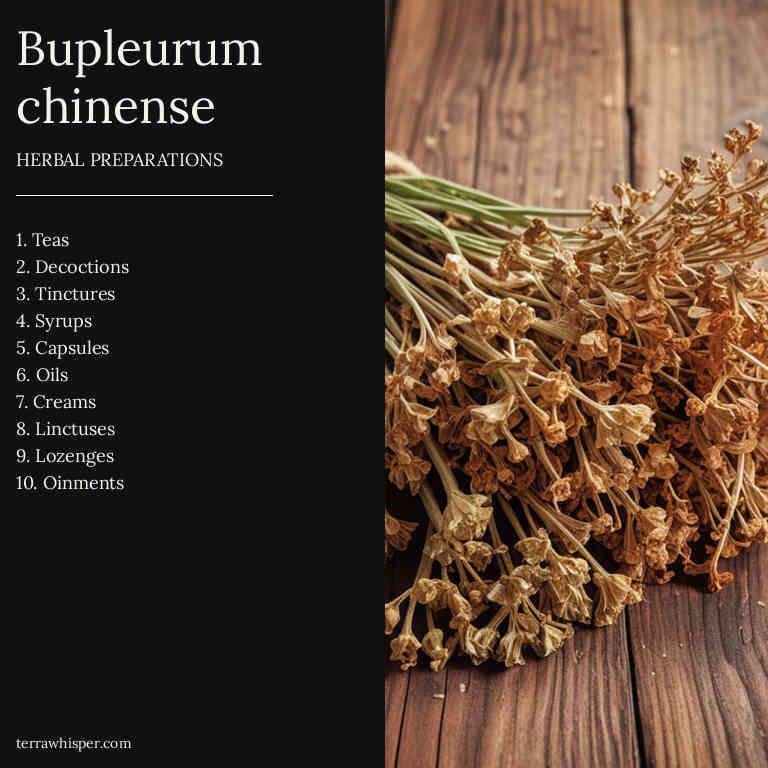 Bupleurum
chinense
HERBAL PREPARATIONS
1. Teas
2. Decoctions
3. Tinctures
4. Syrups
5. Capsules
6. Oils
7. Creams
8. Linctuses
9. Lozenges
10. Oinments
terrawhisper.com